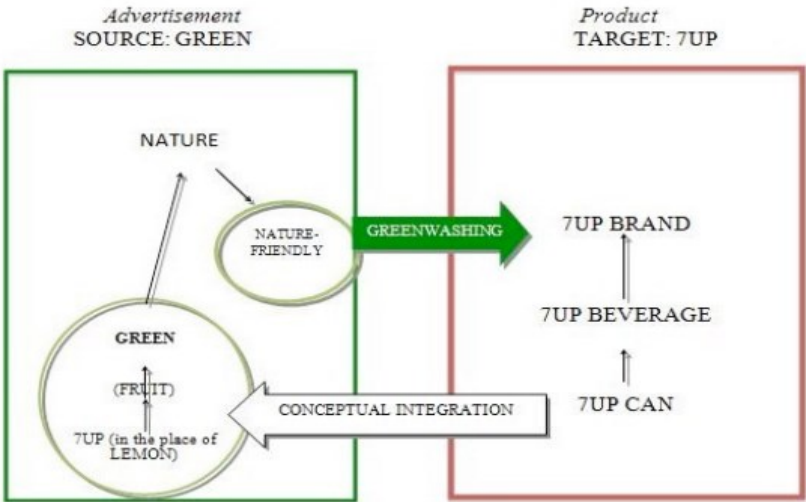 Advertisement
SOURCE: GREEN
Product
TARGET: 7UP
NATURE
NATURE-
FRIENDLY
GREENWASHING
7UP BRAND
7UP BEVERAGE
7UP CAN
GREEN
(FRUIT)
7UP (in the place of
LEMON)
CONCEPTUAL INTEGRATION